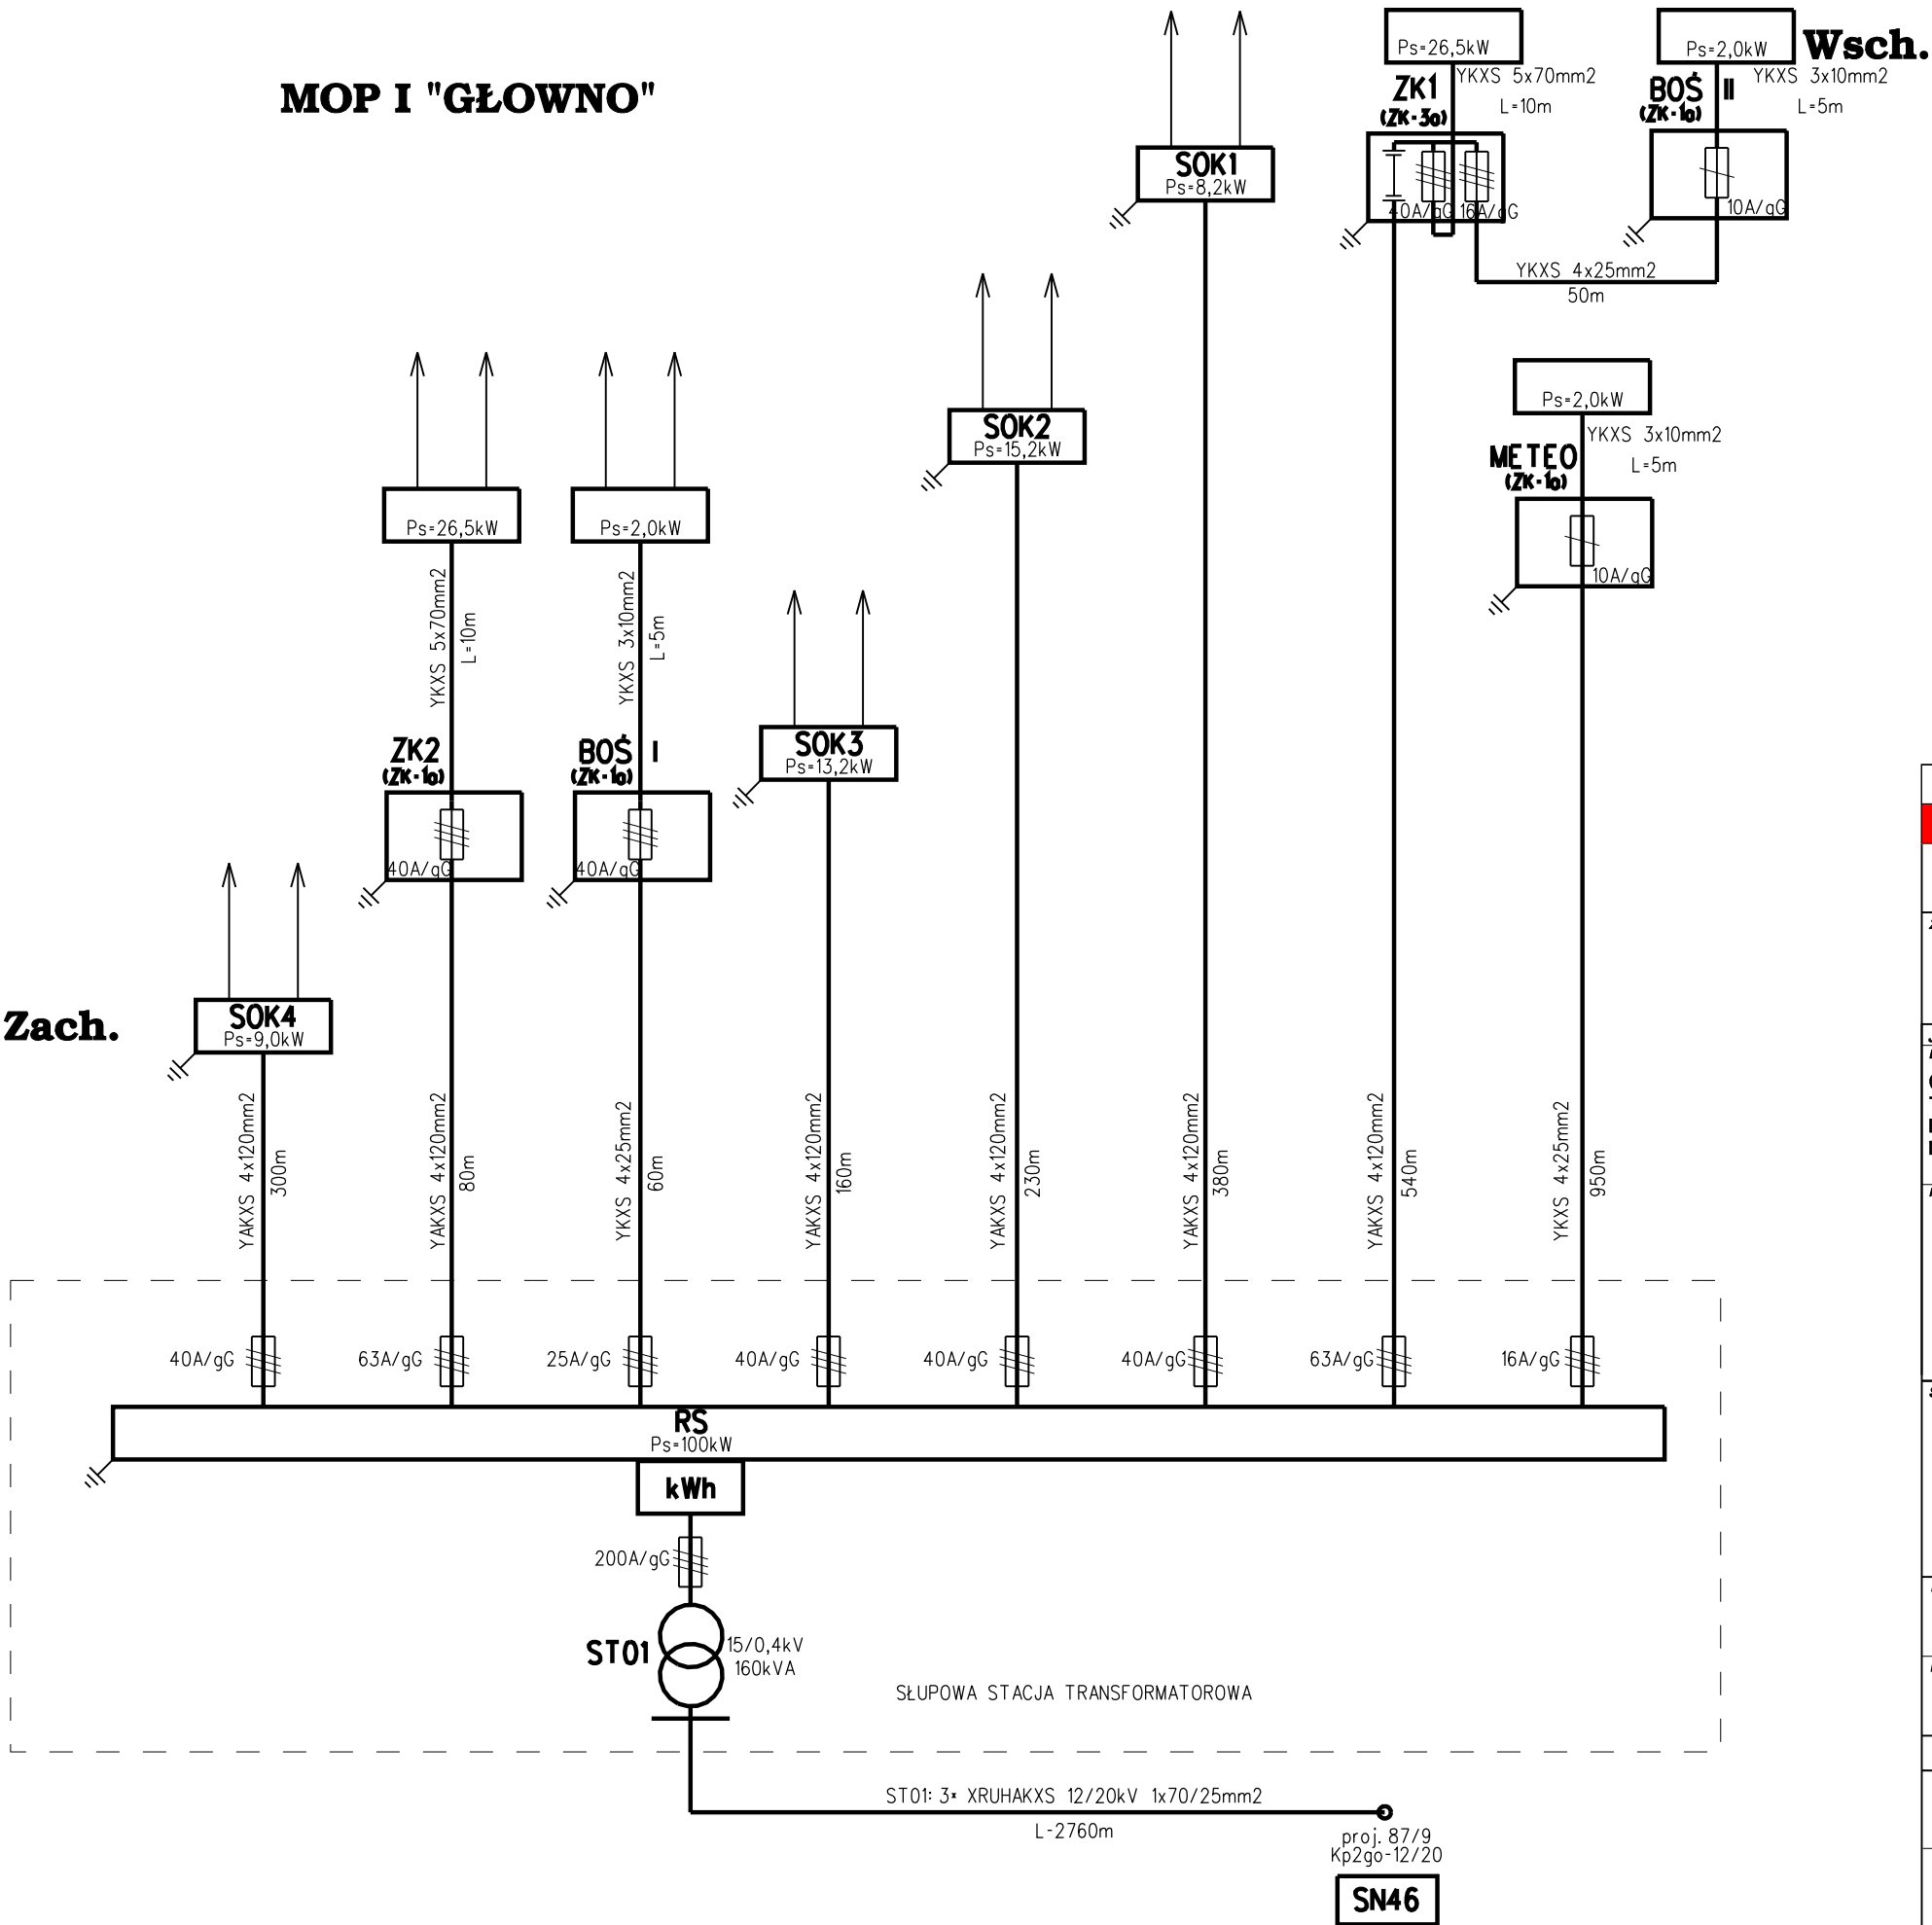 MOP I "GŁOWNO"
Wsch.
Zach.
Ps=26,5kW
YKXS 5x70mm2
L=10m
ZK1
(ZK-3a)
40A/gG
16A/gG
Ps=2,0kW
YKXS 3x10mm2
L=5m
BOŚ II
(ZK-1a)
10A/gG
YKXS 4x25mm2
50m
SOK1
Ps=8,2kW
SOK2
Ps=15,2kW
Ps=2,0kW
YKXS 3x10mm2
L=5m
METEO
(ZK-1a)
10A/gG
Ps=26,5kW
YKXS 5x70mm2
L=10m
ZK2
(ZK-1a)
40A/gG
Ps=2,0kW
YKXS 3x10mm2
L=5m
BOŚ I
(ZK-1a)
40A/gG
SOK3
Ps=13,2kW
SOK4
Ps=9,0kW
YAKXS 4x120mm2
300m
YAKXS 4x120mm2
80m
YKXS 4x25mm2
60m
YAKXS 4x120mm2
160m
YAKXS 4x120mm2
230m
YAKXS 4x120mm2
380m
YAKXS 4x120mm2
540m
YKXS 4x25mm2
950m
40A/gG
63A/gG
25A/gG
40A/gG
40A/gG
40A/gG
63A/gG
16A/gG
RS
Ps=100kW
kWh
200A/gG
ST01
15/0,4kV
160kVA
SŁUPOWA STACJA TRANSFORMATOROWA
ST01: 3* XRUHAKXS 12/20kV 1x70/25mm2
L-2760m
proj. 87/9
Kp2go-12/20
SN46